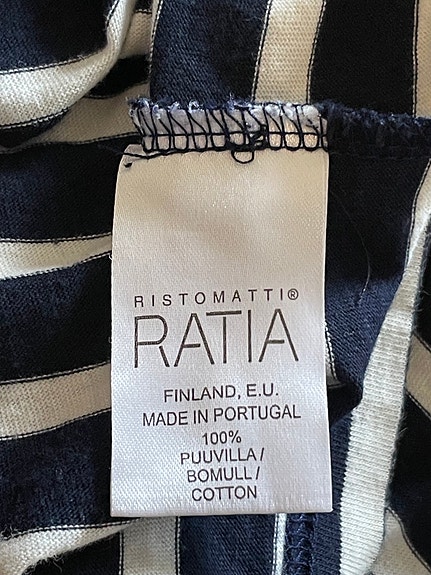 RISTOMATTI®
RATIA
FINLAND, E.U.
MADE IN PORTUGAL
100%
PUUVILLA/
BOMULL/
COTTON